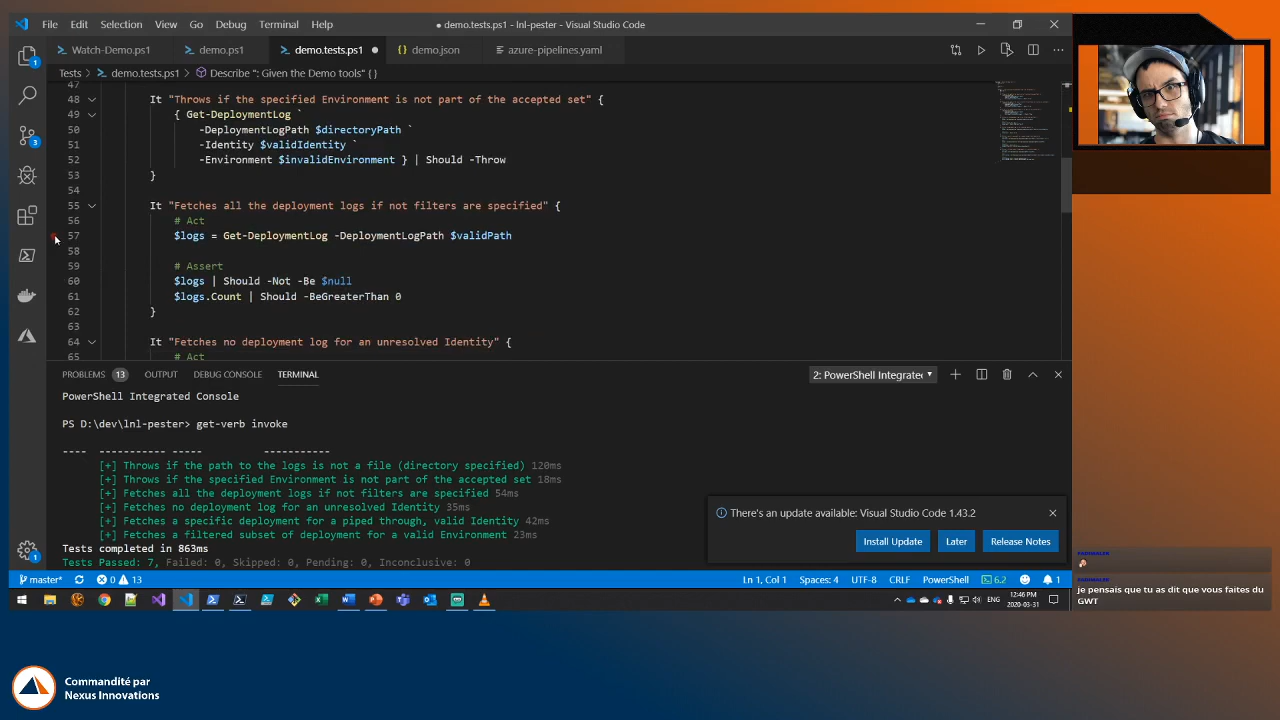 File Edit Selection View Go Debug Terminal Help
● demo.tests.ps1 - lnl-pester - Visual Studio Code
Watch-Demo.ps1 demo.ps1 demo.tests.ps1 ● demo.json azure-pipelines.yaml
Tests > demo.tests.ps1 > Describe ": Given the Demo tools" { }
47
48 It "Throws if the specified Environment is not part of the accepted set" {
49 { Get-DeploymentLog `
50 -DeploymentLogPath $directoryPath `
51 -Identity $validIdentity `
52 -Environment $invalidEnvironment } | Should -Throw
53 }
54
55 It "Fetches all the deployment logs if not filters are specified" {
56 # Act
57 $logs = Get-DeploymentLog -DeploymentLogPath $validPath
58
59 # Assert
60 $logs | Should -Not -Be $null
61 $logs.Count | Should -BeGreaterThan 0
62 }
63
64 It "Fetches no deployment log for an unresolved Identity" {
65 # Act
PROBLEMS 13 OUTPUT DEBUG CONSOLE TERMINAL
2: PowerShell Integrate
PowerShell Integrated Console
PS D:\dev\lnl-pester> get-verb invoke
---- ----------- ----- -----------
[+] Throws if the path to the logs is not a file (directory specified) 120ms
[+] Throws if the specified Environment is not part of the accepted set 18ms
[+] Fetches all the deployment logs if not filters are specified 54ms
[+] Fetches no deployment log for an unresolved Identity 35ms
[+] Fetches a specific deployment for a piped through, valid Identity 42ms
[+] Fetches a filtered subset of deployment for a valid Environment 23ms
Tests completed in 863ms
Tests Passed: 7, Failed: 0, Skipped: 0, Pending: 0, Inconclusive: 0
There's an update available: Visual Studio Code 1.43.2
Install Update Later Release Notes
master* 0 13
Ln 1, Col 1 Spaces: 4 UTF-8 CRLF PowerShell 6.2 1
ENG 12:46 PM
2020-03-31
je pensais que tu as dit que vous faites du
GWT
Commandité par
Nexus Innovations